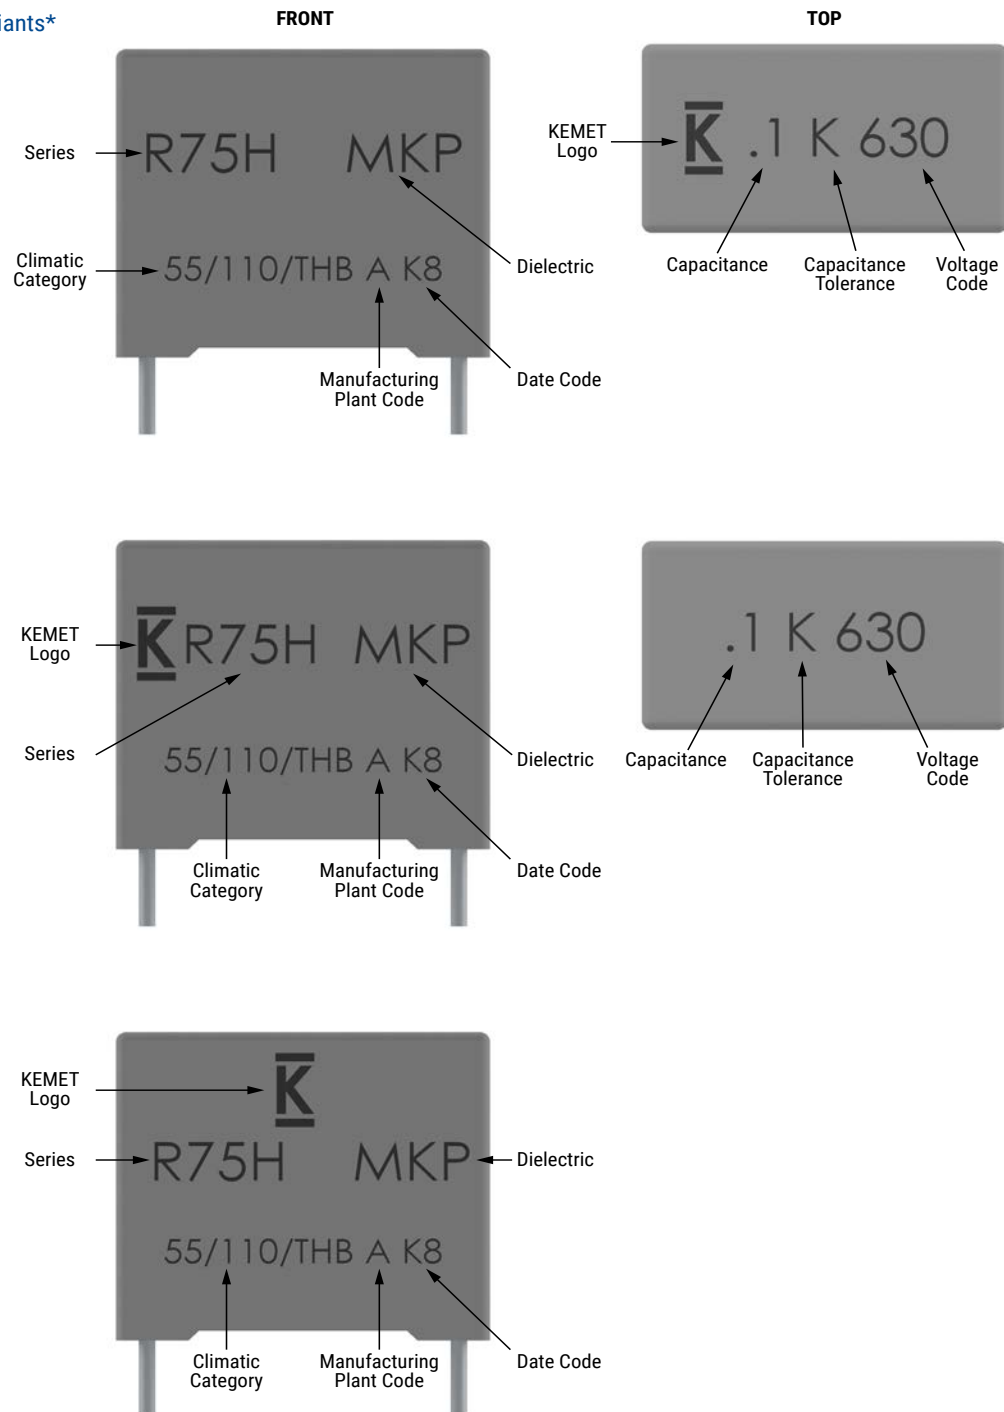 iants*
FRONT
TOP
R75H MKP
55/110/THB A K8
Series
Climatic
Category
Dielectric
Manufacturing
Plant Code
Date Code
K .1 K 630
KEMET
Logo
Capacitance
Capacitance
Tolerance
Voltage
Code
K R75H MKP
55/110/THB A K8
KEMET
Logo
Series
Dielectric
Climatic
Category
Manufacturing
Plant Code
Date Code
.1 K 630
Capacitance
Capacitance
Tolerance
Voltage
Code
K
R75H MKP
55/110/THB A K8
KEMET
Logo
Series
Dielectric
Climatic
Category
Manufacturing
Plant Code
Date Code